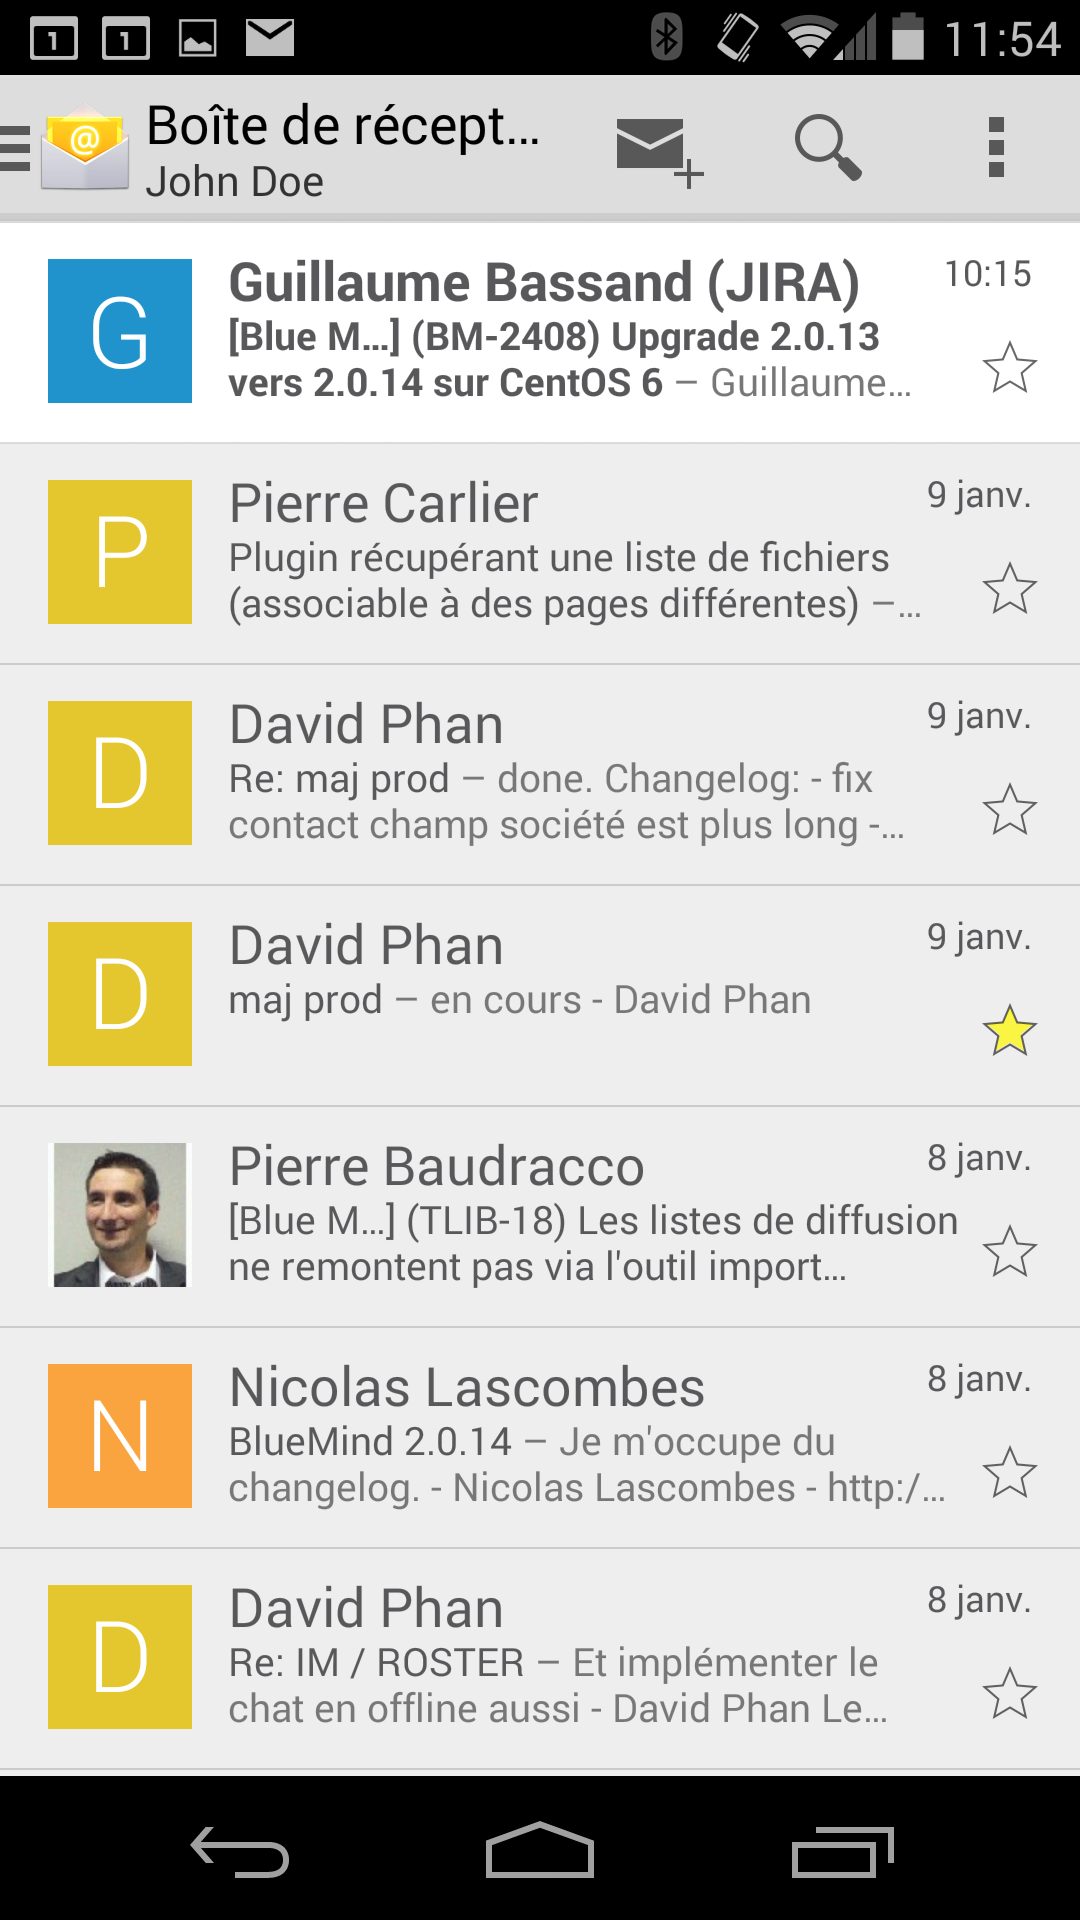 1 1 11:54
@ Boîte de récept...
John Doe
G Guillaume Bassand (JIRA) 10:15
[Blue M...] (BM-2408) Upgrade 2.0.13
vers 2.0.14 sur CentOS 6 – Guillaume...
P Pierre Carlier 9 janv.
Plugin récupérant une liste de fichiers
(associable à des pages différentes) –...
D David Phan 9 janv.
Re: maj prod – done. Changelog: - fix
contact champ société est plus long -...
D David Phan 9 janv.
maj prod – en cours - David Phan
Pierre Baudracco 8 janv.
[Blue M...] (TLIB-18) Les listes de diffusion
ne remontent pas via l'outil import...
N Nicolas Lascombes 8 janv.
BlueMind 2.0.14 – Je m'occupe du
changelog. - Nicolas Lascombes - http:/...
D David Phan 8 janv.
Re: IM / ROSTER – Et implémenter le
chat en offline aussi - David Phan Le...